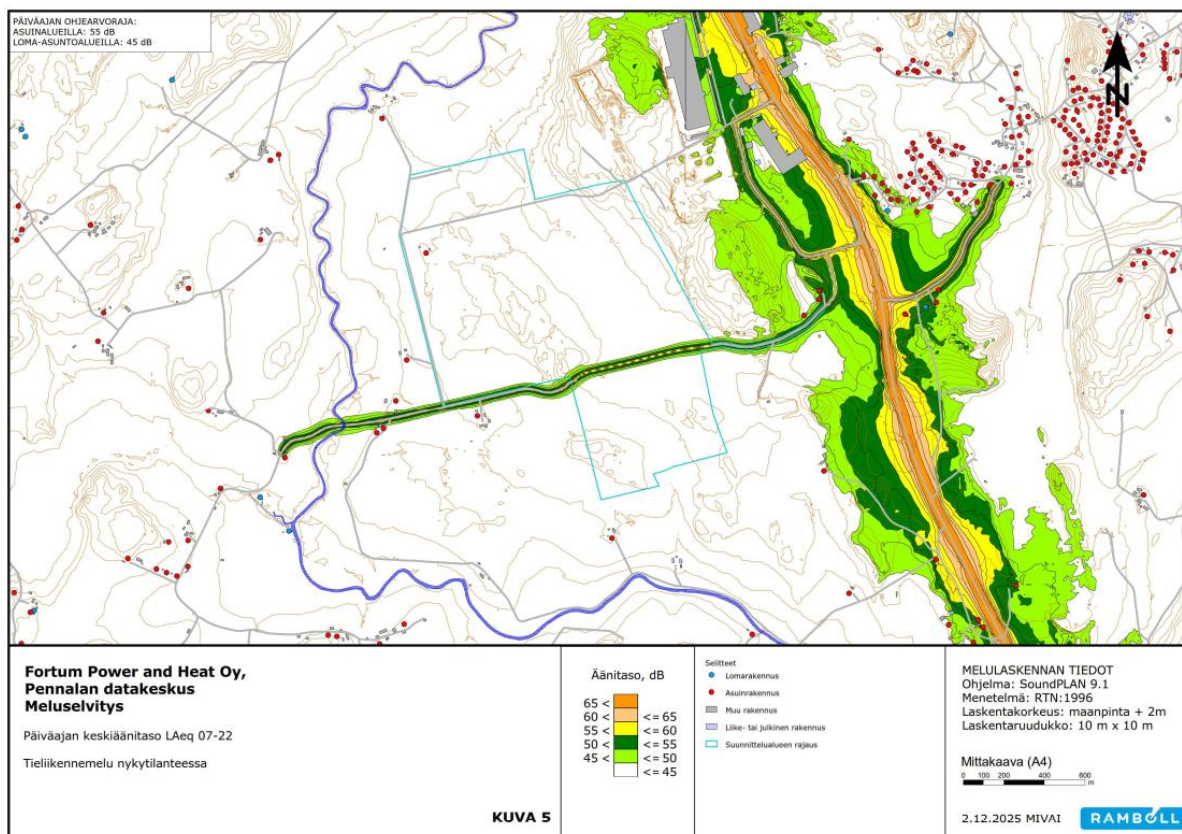 PÄIVÄAJAN OHJEARVORAJA:
ASUINALUEILLA: 55 dB
LOMA-ASUNTOALUEILLA: 45 dB
N
Fortum Power and Heat Oy,
Pennalan datakeskus
Meluselvitys
Päiväajan keskiäänitaso LAeq 07-22
Tieliikennemelu nykytilanteessa
KUVA 5
Äänitaso, dB
65 <
60 < <= 65
55 < <= 60
50 < <= 55
45 < <= 50
<= 45
Selitteet
Lomarakennus
Asuinrakennus
Muu rakennus
Liike- tai julkinen rakennus
Suunnittelualueen rajaus
MELULASKENNAN TIEDOT
Ohjelma: SoundPLAN 9.1
Menetelmä: RTN:1996
Laskentakorkeus: maanpinta + 2m
Laskentaruudukko: 10 m x 10 m
Mittakaava (A4)
0 100 200 400 600
m
2.12.2025 MIVAI
RAMBOLL